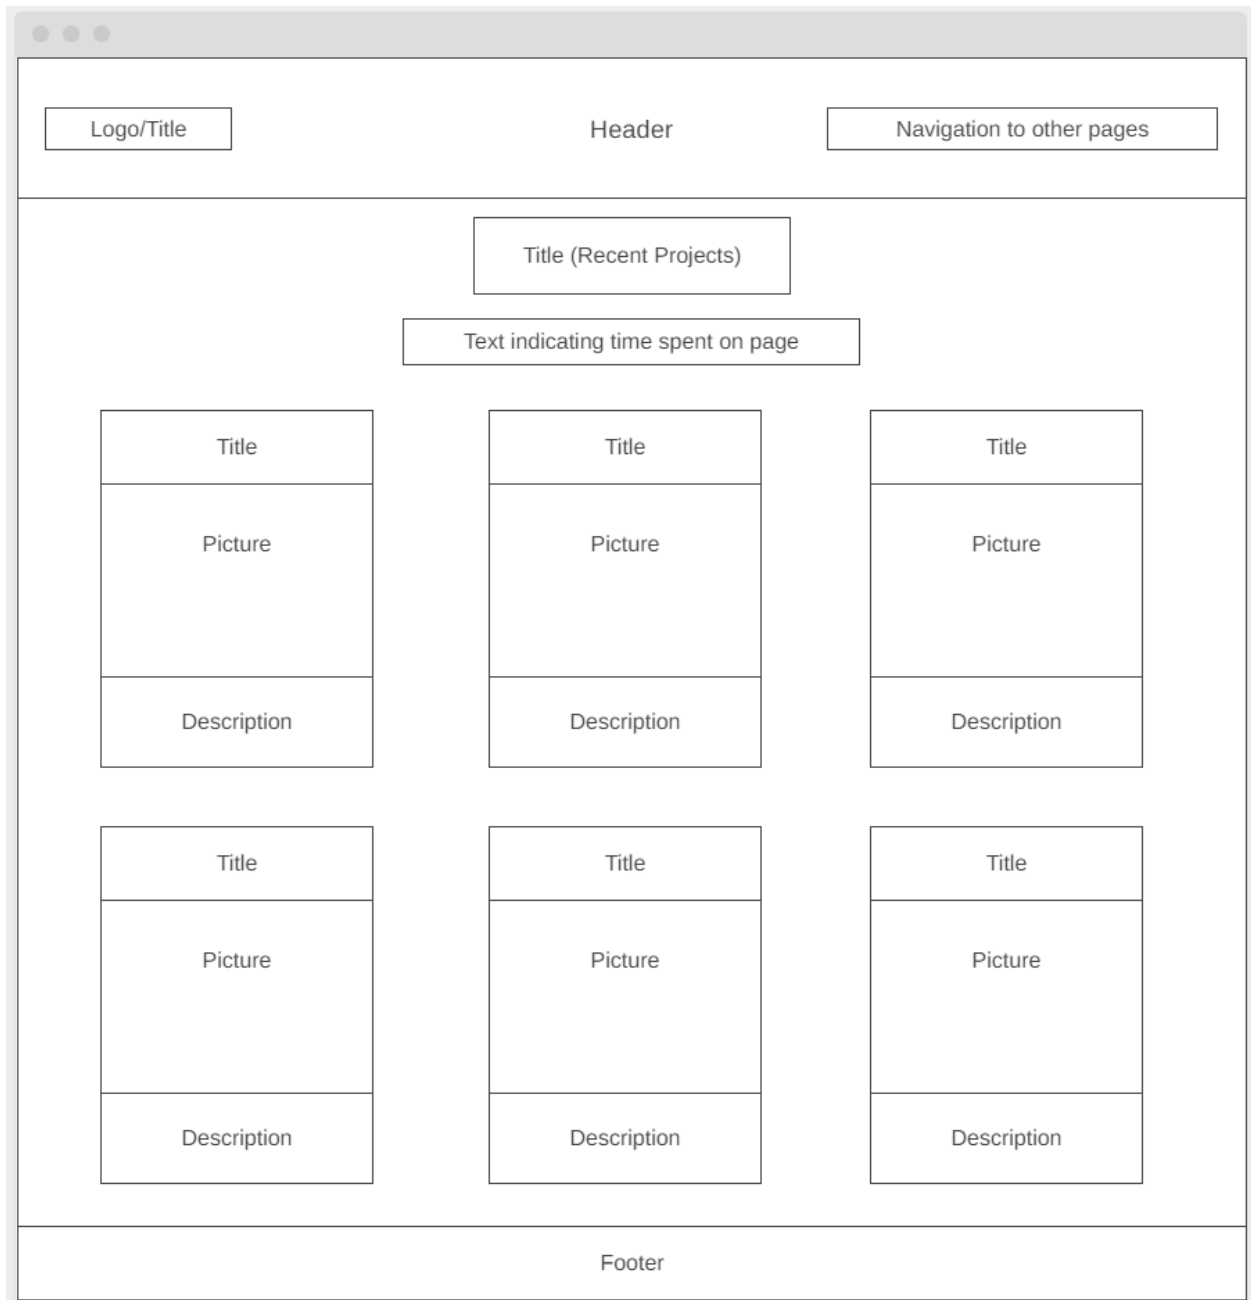 Logo/Title
Header
Navigation to other pages
Title (Recent Projects)
Text indicating time spent on page
Title
Title
Title
Picture
Picture
Picture
Description
Description
Description
Title
Title
Title
Picture
Picture
Picture
Description
Description
Description
Footer